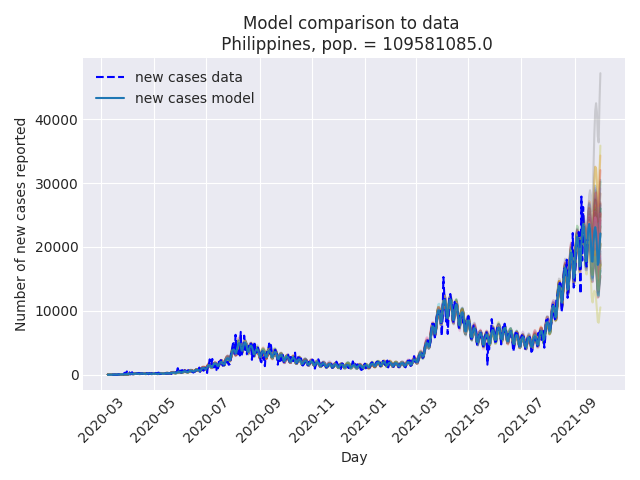 Model comparison to data
Philippines, pop. = 109581085.0
new cases data
new cases model
Number of new cases reported
40000
30000
20000
10000
0
2020-03
2020-05
2020-07
2020-09
2020-11
2021-01
2021-03
2021-05
2021-07
2021-09
Day